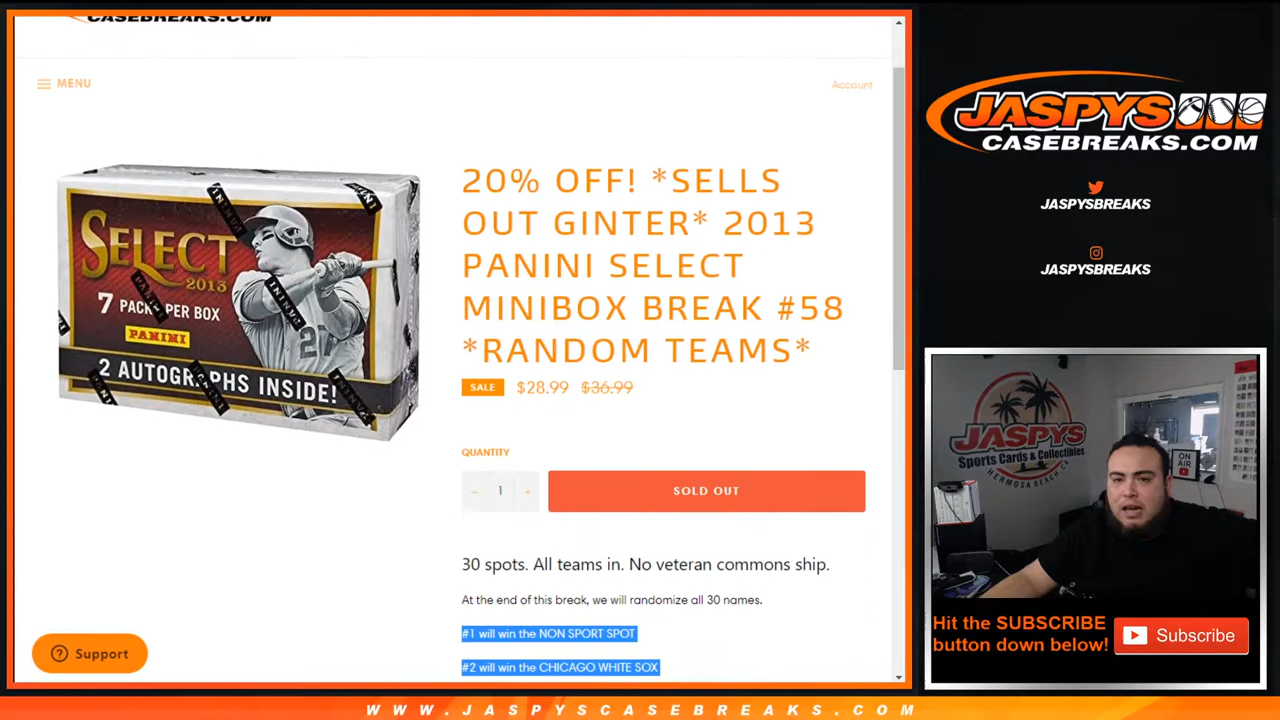 CASEBREAKS.COM
MENU
Account
20% OFF! *SELLS
OUT GINTER* 2013
PANINI SELECT
MINIBOX BREAK #58
*RANDOM TEAMS*
SALE $28.99 $36.99
SELECT
2013
7 PACKS PER BOX
PANINI
2 AUTOGRAPHS INSIDE!
PANINI
PANINI
PANINI
21
QUANTITY
− 1 +
SOLD OUT
30 spots. All teams in. No veteran commons ship.
At the end of this break, we will randomize all 30 names.
#1 will win the NON SPORT SPOT
#2 will win the CHICAGO WHITE SOX
Support
JASPYS
CASEBREAKS.COM
JASPYSBREAKS
JASPYSBREAKS
JASPYS
Sports Cards & Collectibles
HERMOSA BEACH, CA
ON
AIR
Hit the SUBSCRIBE
button down below!
Subscribe
WWW.JASPYSCASEBREAKS.COM